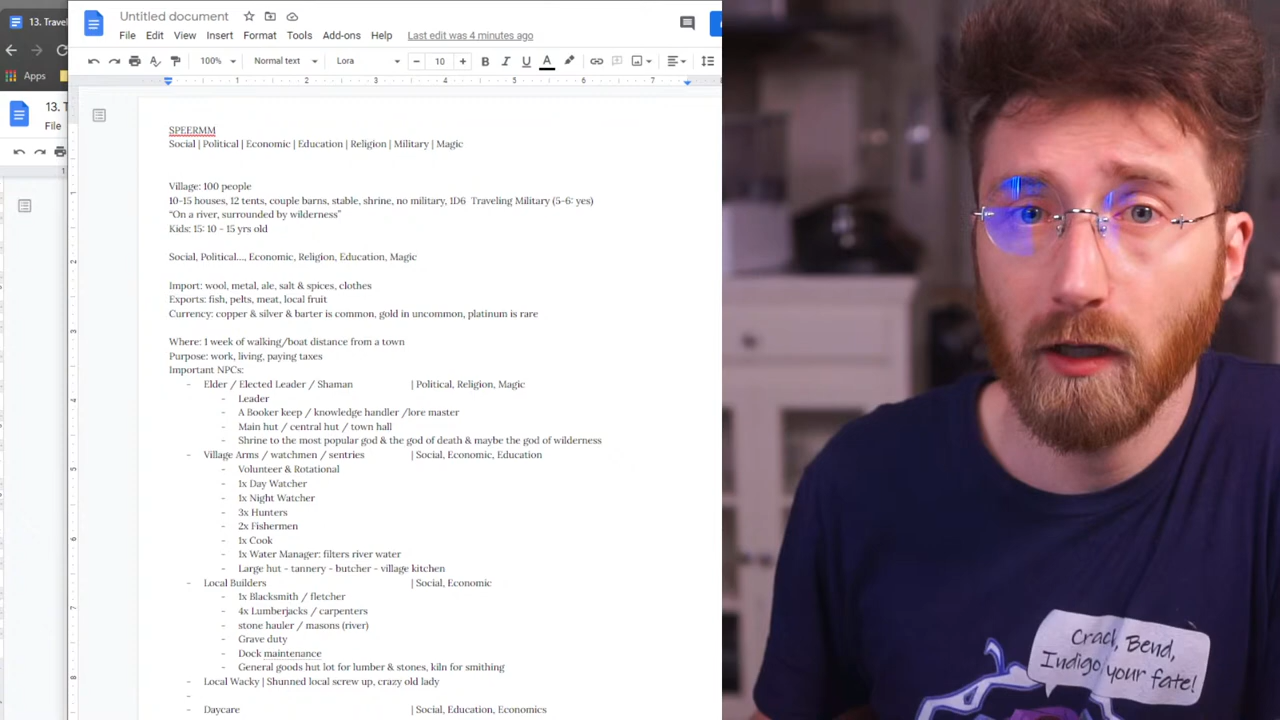 13. Travel
Untitled document
File Edit View Insert Format Tools Add-ons Help Last edit was 4 minutes ago
Apps
100% Normal text Lora 10
13. T
File
1 2 3 4 5 6 7
SPEERMM
Social | Political | Economic | Education | Religion | Military | Magic
Village: 100 people
10-15 houses, 12 tents, couple barns, stable, shrine, no military, 1D6 Traveling Military (5-6: yes)
“On a river, surrounded by wilderness”
Kids: 15: 10 - 15 yrs old
Social, Political..., Economic, Religion, Education, Magic
Import: wool, metal, ale, salt & spices, clothes
Exports: fish, pelts, meat, local fruit
Currency: copper & silver & barter is common, gold in uncommon, platinum is rare
Where: 1 week of walking/boat distance from a town
Purpose: work, living, paying taxes
Important NPCs:
- Elder / Elected Leader / Shaman | Political, Religion, Magic
- Leader
- A Booker keep / knowledge handler /lore master
- Main hut / central hut / town hall
- Shrine to the most popular god & the god of death & maybe the god of wilderness
- Village Arms / watchmen / sentries | Social, Economic, Education
- Volunteer & Rotational
- 1x Day Watcher
- 1x Night Watcher
- 3x Hunters
- 2x Fishermen
- 1x Cook
- 1x Water Manager: filters river water
- Large hut - tannery - butcher - village kitchen
- Local Builders | Social, Economic
- 1x Blacksmith / fletcher
- 4x Lumberjacks / carpenters
- stone hauler / masons (river)
- Grave duty
- Dock maintenance
- General goods hut lot for lumber & stones, kiln for smithing
- Local Wacky | Shunned local screw up, crazy old lady
-
- Daycare | Social, Education, Economics
Crack, Bend,
Indigo your fate!